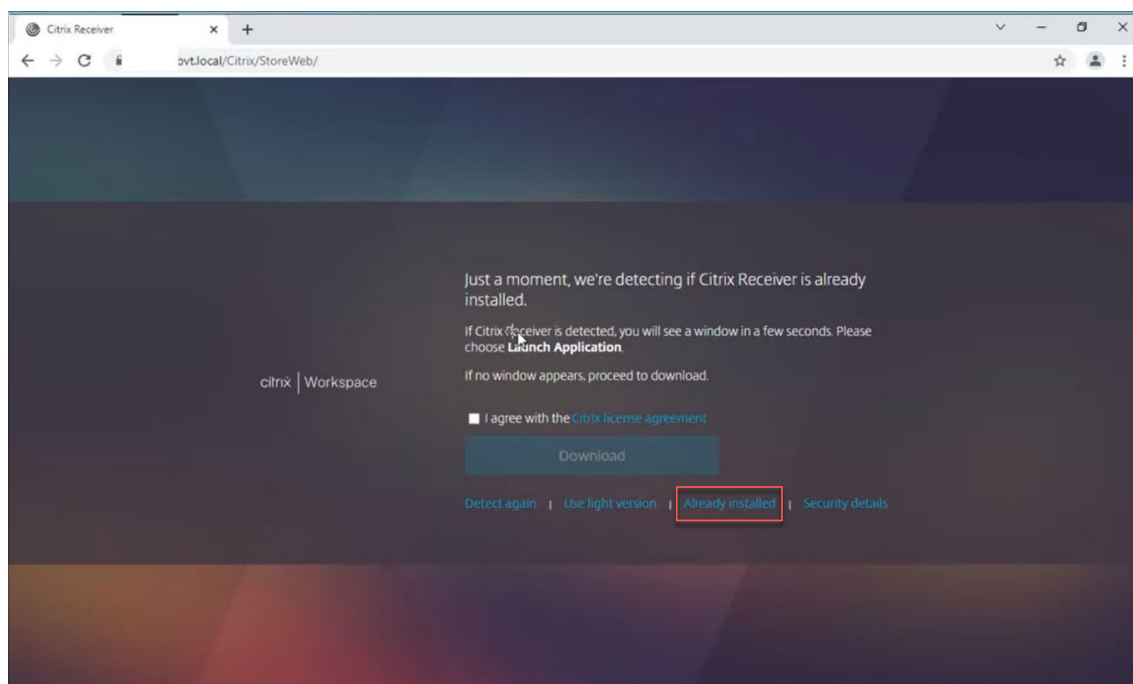 Citrix Receiver
ovt.local/Citrix/StoreWeb/
Just a moment, we're detecting if Citrix Receiver is already
installed.
If Citrix Receiver is detected, you will see a window in a few seconds. Please
choose Launch Application.
If no window appears, proceed to download.
citrix | Workspace
I agree with the Citrix license agreement
Download
Detect again | Use light version | Already installed | Security details